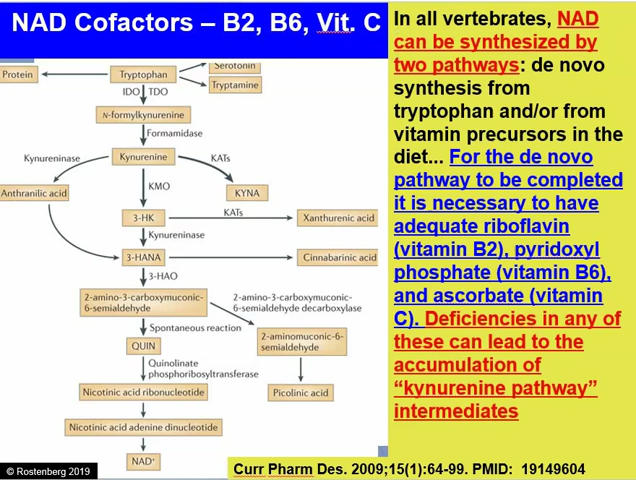 NAD Cofactors – B2, B6, Vit. C
Serotonin
Protein
Tryptophan
Tryptamine
IDO TDO
N-formylkynurenine
Formamidase
Kynureninase
Kynurenine
KATs
KMO
Anthranilic acid
KYNA
KATs
3-HK
Xanthurenic acid
Kynureninase
3-HANA
Cinnabarinic acid
3-HAO
2-amino-3-carboxymuconic-
6-semialdehyde
2-amino-3-carboxymuconic-
6-semialdehyde decarboxylase
Spontaneous reaction
QUIN
2-aminomuconic-6-
semialdehyde
Quinolinate
phosphoribosyltransferase
Nicotinic acid ribonucleotide
Picolinic acid
Nicotinic acid adenine dinucleotide
NAD+
© Rostenberg 2019
In all vertebrates, NAD
can be synthesized by
two pathways: de novo
synthesis from
tryptophan and/or from
vitamin precursors in the
diet... For the de novo
pathway to be completed
it is necessary to have
adequate riboflavin
(vitamin B2), pyridoxyl
phosphate (vitamin B6),
and ascorbate (vitamin
C). Deficiencies in any of
these can lead to the
accumulation of
“kynurenine pathway”
intermediates
Curr Pharm Des. 2009;15(1):64-99. PMID: 19149604